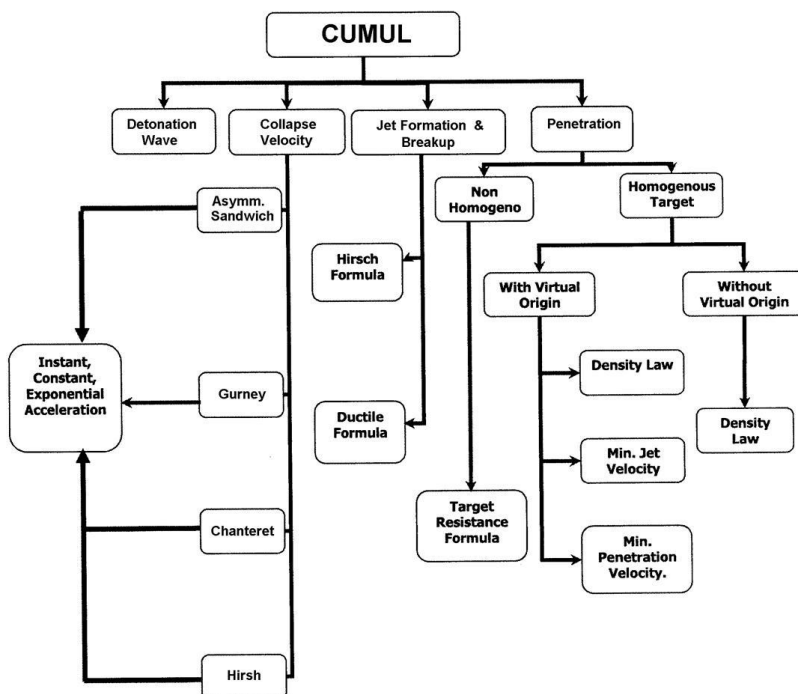 CUMUL
Detonation
Wave
Collapse
Velocity
Jet Formation &
Breakup
Penetration
Asymm.
Sandwich
Non
Homogeno
Homogenous
Target
Hirsch
Formula
With Virtual
Origin
Without
Virtual Origin
Instant,
Constant,
Exponential
Acceleration
Gurney
Density Law
Ductile
Formula
Density
Law
Min. Jet
Velocity
Chanteret
Target
Resistance
Formula
Min.
Penetration
Velocity.
Hirsh